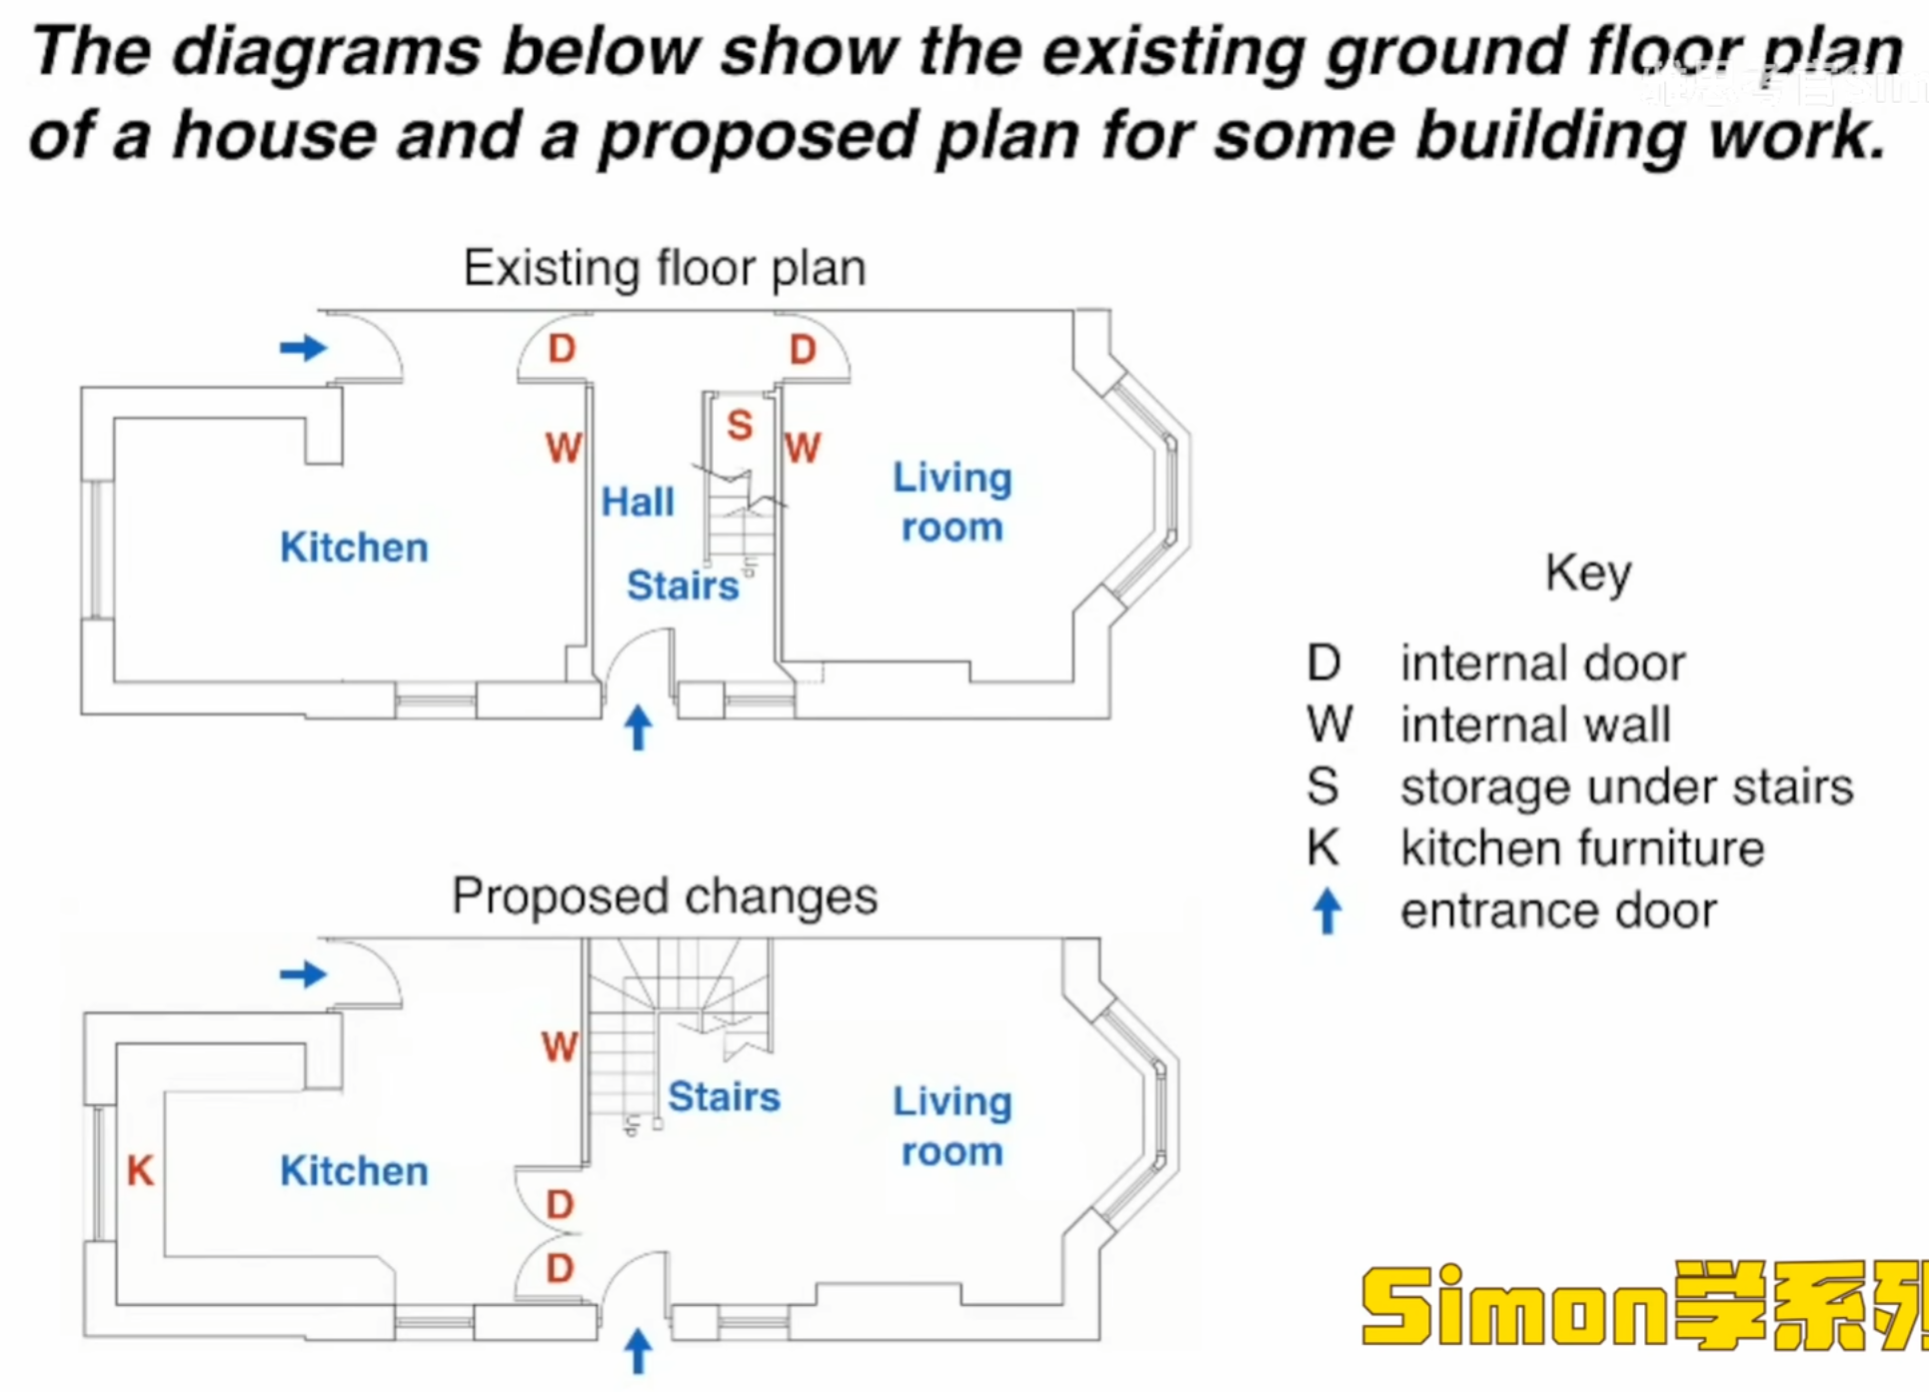 The diagrams below show the existing ground floor plan
of a house and a proposed plan for some building work.
Existing floor plan
D
D
S
W
W
Living
room
Hall
Kitchen
Stairs
up
Key
D internal door
W internal wall
S storage under stairs
K kitchen furniture
entrance door
Proposed changes
W
Stairs
Living
room
up
K
Kitchen
D
D
Simon学系列